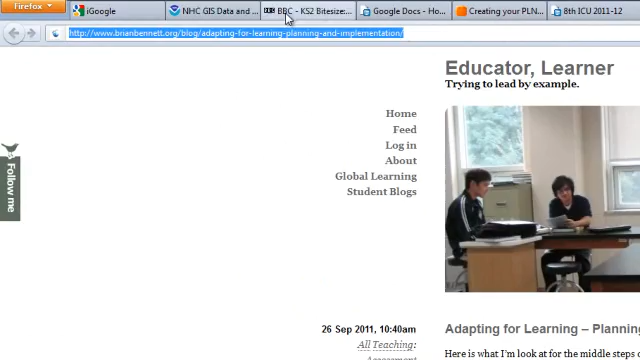 Firefox
iGoogle
NHC GIS Data and ...
BBC - KS2 Bitesize:...
Google Docs - Ho...
Creating your PLN...
8th ICU 2011-12
http://www.brianbennett.org/blog/adapting-for-learning-planning-and-implementation/
Educator, Learner
Trying to lead by example.
Home
Feed
Log in
About
Global Learning
Student Blogs
Follow me
26 Sep 2011, 10:40am
All Teaching:
Assessment
Adapting for Learning – Planning
Here is what I'm look at for the middle steps o